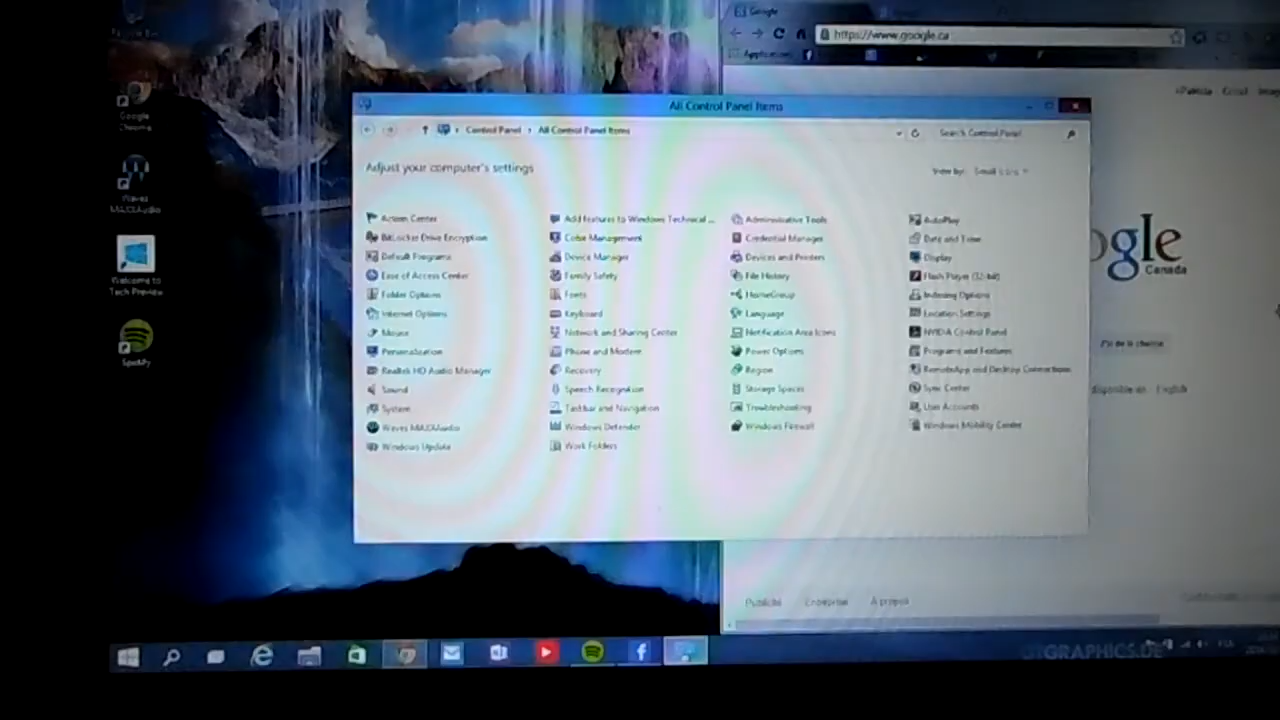 Google
https://www.google.ca
Applications
Google
Chrome
Waves
MAXXAudio
Welcome to
Tech Preview
Spotify
All Control Panel Items
Control Panel
All Control Panel Items
Search Control Panel
Adjust your computer's settings
View by: Small icons
Action Center
Add features to Windows Technical ...
Administrative Tools
AutoPlay
BitLocker Drive Encryption
Color Management
Credential Manager
Date and Time
Default Programs
Device Manager
Devices and Printers
Display
Ease of Access Center
Family Safety
File History
Flash Player (32-bit)
Folder Options
Fonts
HomeGroup
Indexing Options
Internet Options
Keyboard
Language
Location Settings
Mouse
Network and Sharing Center
Notification Area Icons
NVIDIA Control Panel
Personalization
Phone and Modem
Power Options
Programs and Features
Realtek HD Audio Manager
Recovery
Region
RemoteApp and Desktop Connections
Sound
Speech Recognition
Storage Spaces
Sync Center
System
Taskbar and Navigation
Troubleshooting
User Accounts
Waves MAXXAudio
Windows Defender
Windows Firewall
Windows Mobility Center
Windows Update
Work Folders
ogle
Canada
J'ai de la chance
disponible en : English
Publicité
Entreprise
À propos
GRAPHICS.DE